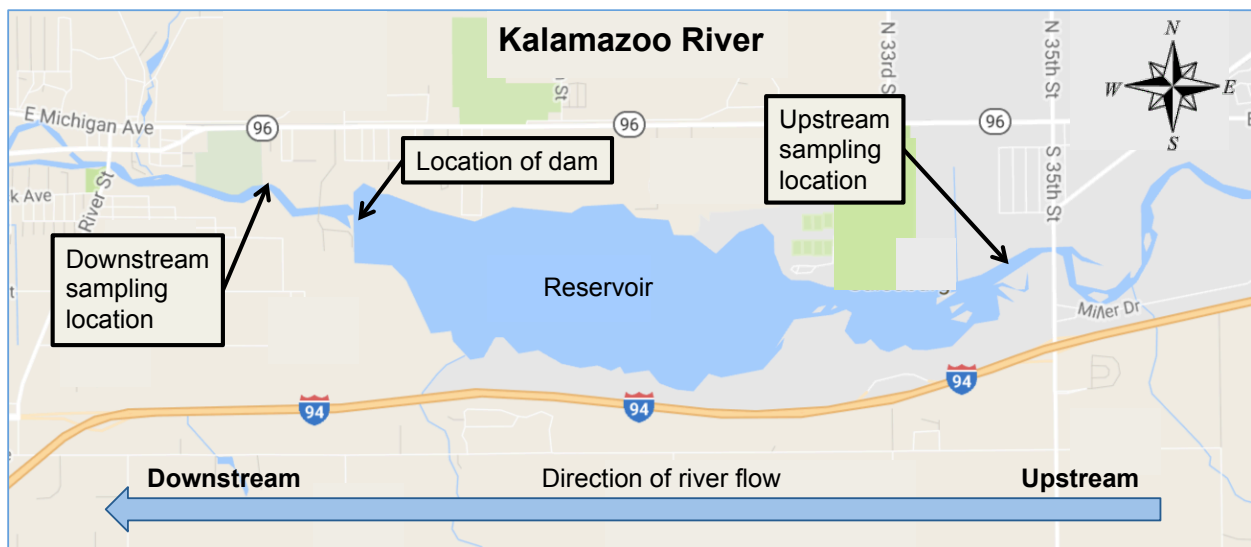 Kalamazoo River
N 33rd S
N 35th St
N
W
E
S
E Michigan Ave
96
96
96
St
Location of dam
Upstream
sampling
location
k Ave
River St
S 35th St
Downstream
sampling
location
Reservoir
Miller Dr
94
94
94
Downstream
Direction of river flow
Upstream